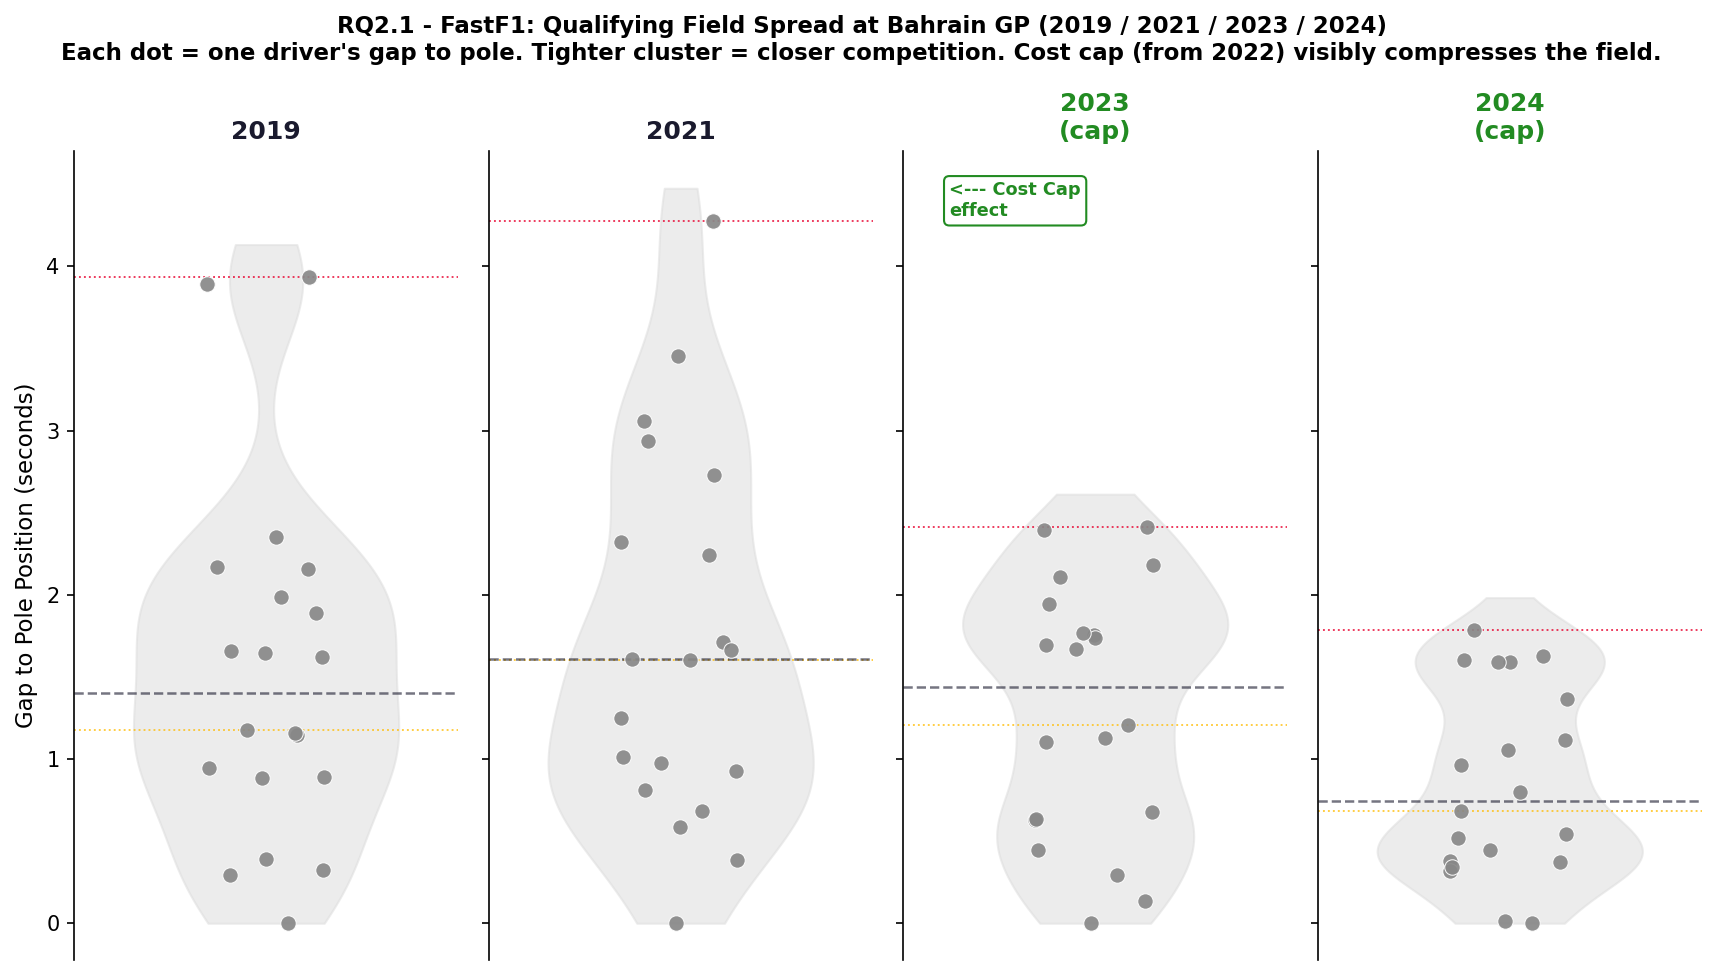 RQ2.1 - FastF1: Qualifying Field Spread at Bahrain GP (2019 / 2021 / 2023 / 2024)
Each dot = one driver's gap to pole. Tighter cluster = closer competition. Cost cap (from 2022) visibly compresses the field.
2019
2021
2023
(cap)
2024
(cap)
<--- Cost Cap
effect
Gap to Pole Position (seconds)
4
3
2
1
0